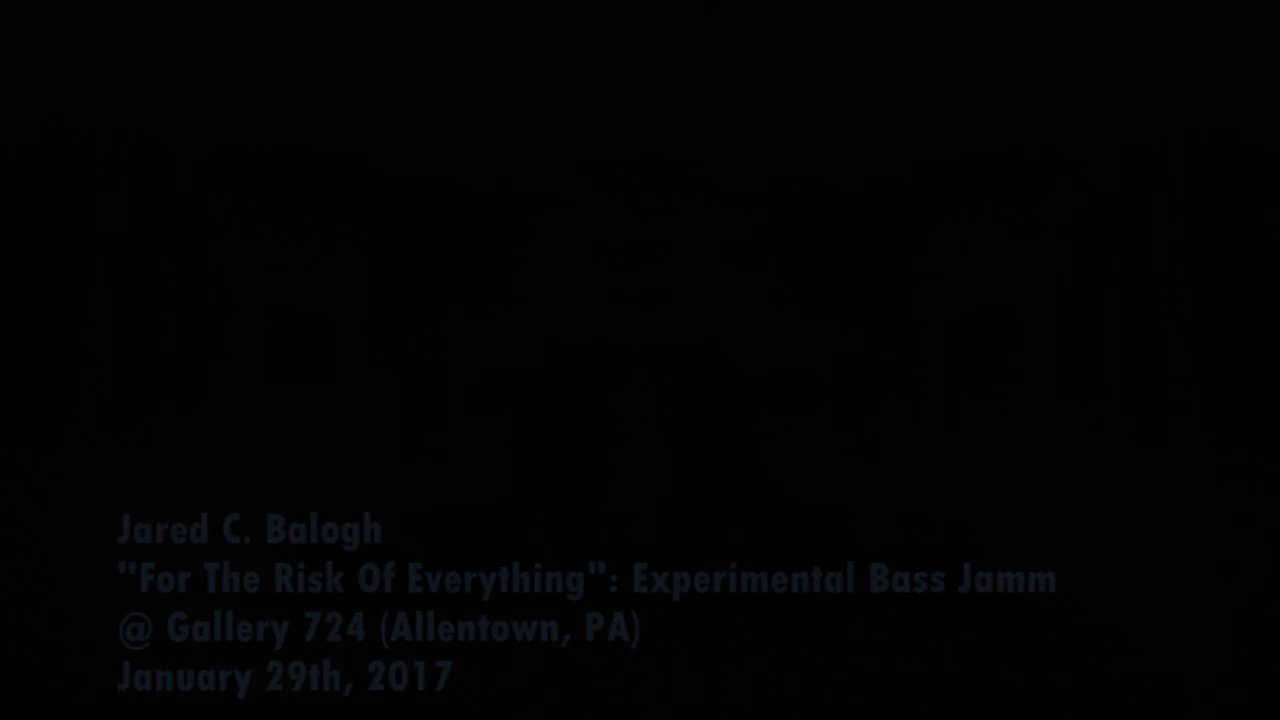 Jared C. Balogh
"For The Risk Of Everything": Experimental Bass Jamm
@ Gallery 724 (Allentown, PA)
January 29th, 2017